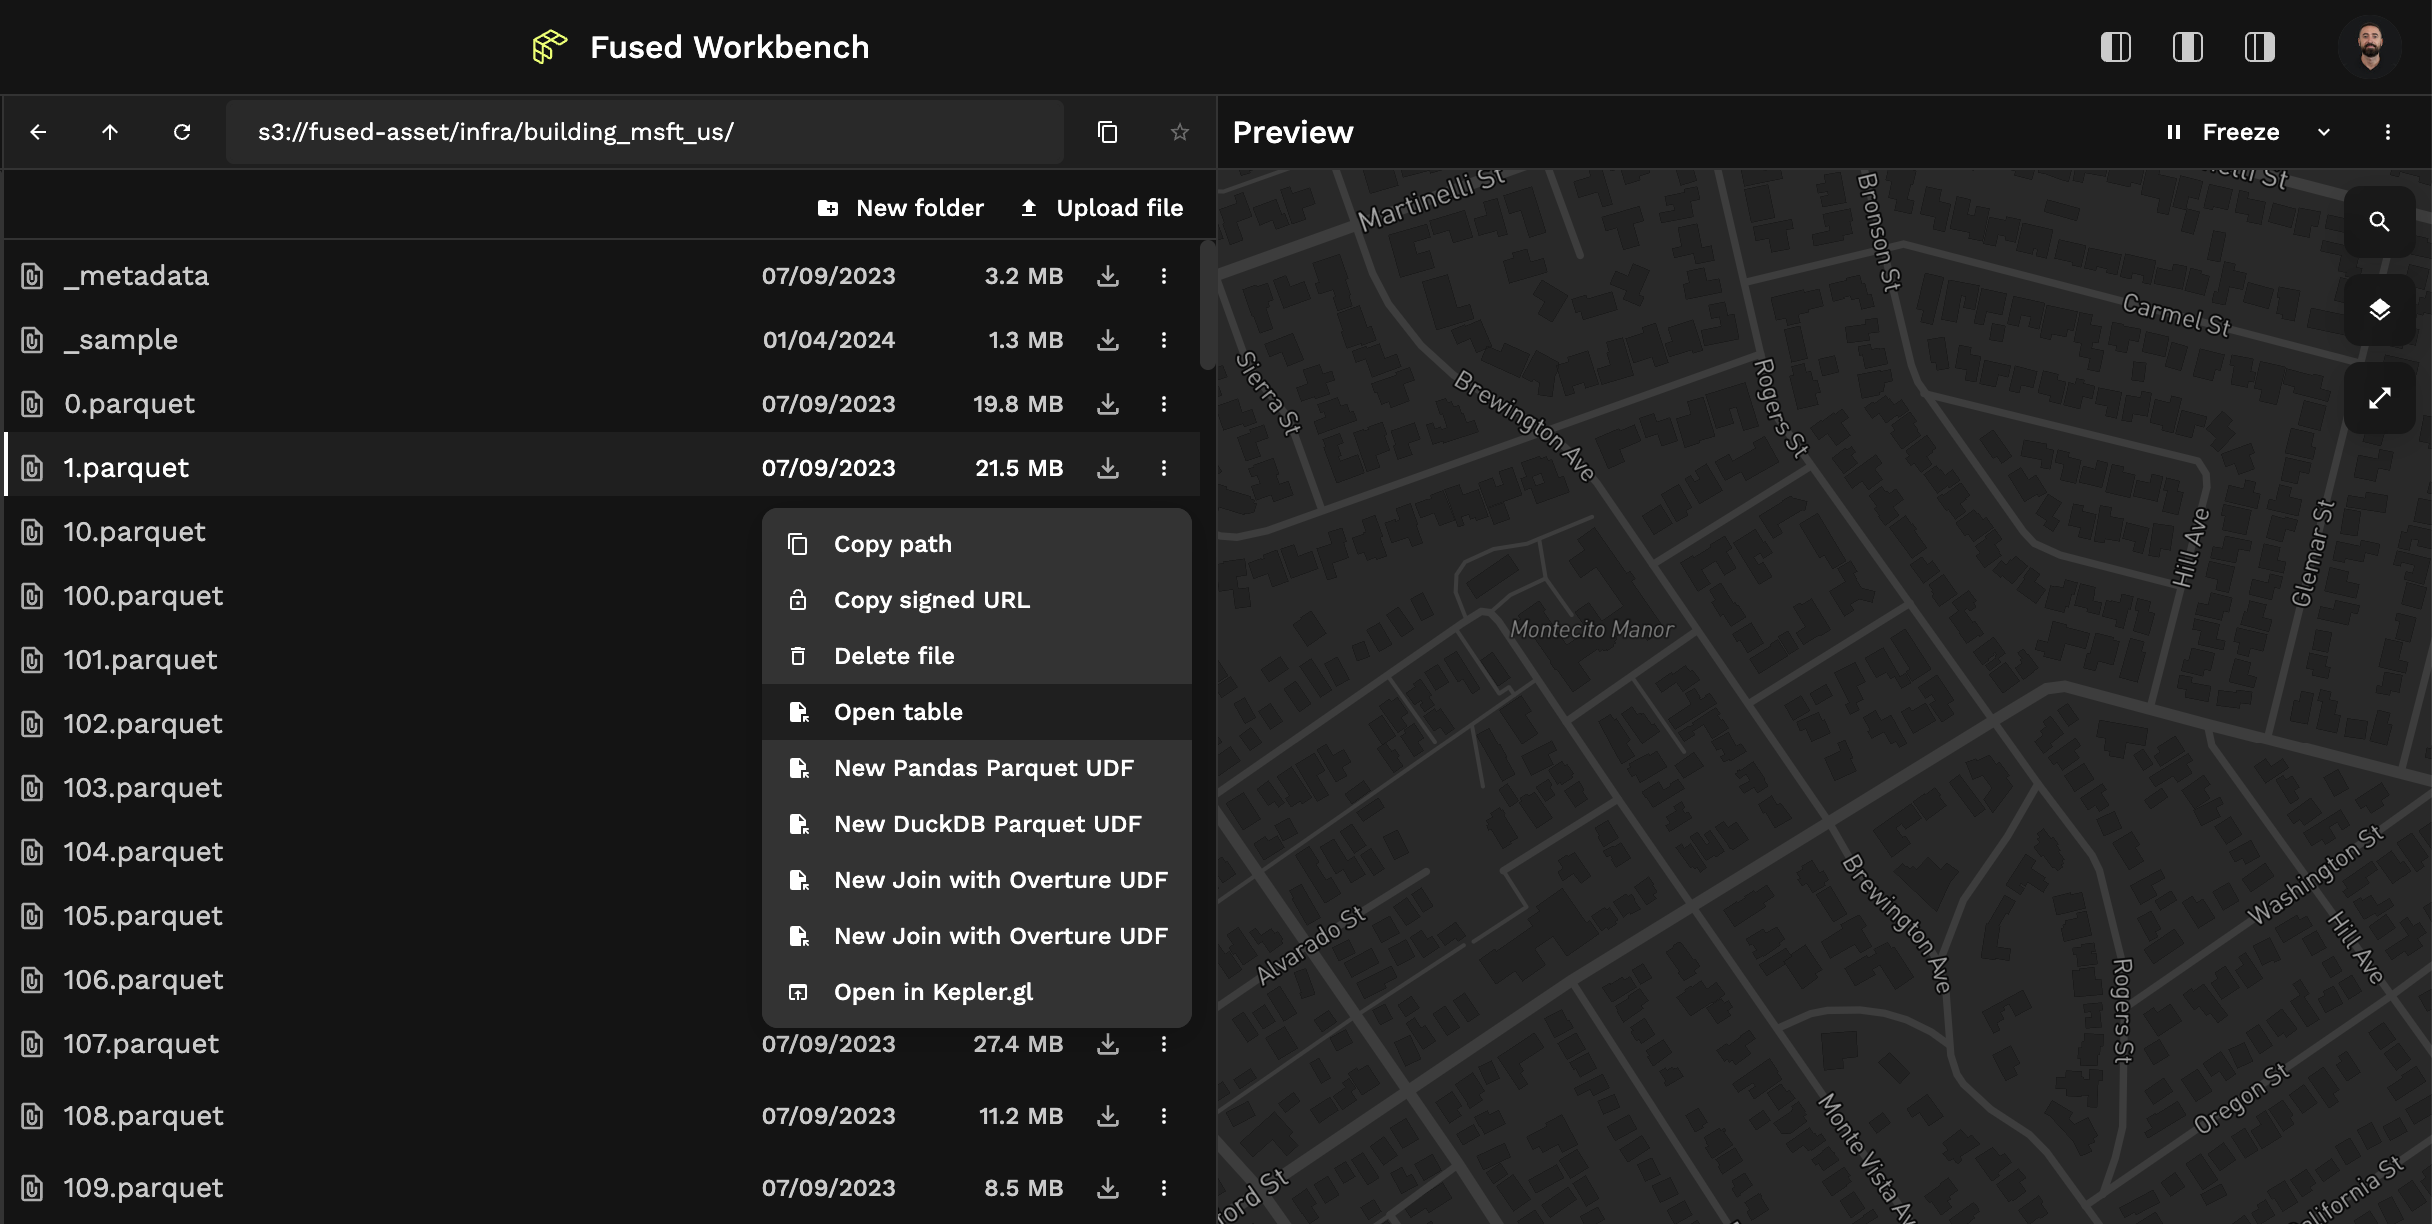 Fused Workbench
s3://fused-asset/infra/building_msft_us/
New folder
Upload file
_metadata 07/09/2023 3.2 MB
_sample 01/04/2024 1.3 MB
0.parquet 07/09/2023 19.8 MB
1.parquet 07/09/2023 21.5 MB
10.parquet
100.parquet
101.parquet
102.parquet
103.parquet
104.parquet
105.parquet
106.parquet
107.parquet 07/09/2023 27.4 MB
108.parquet 07/09/2023 11.2 MB
109.parquet 07/09/2023 8.5 MB
Copy path
Copy signed URL
Delete file
Open table
New Pandas Parquet UDF
New DuckDB Parquet UDF
New Join with Overture UDF
New Join with Overture UDF
Open in Kepler.gl
Preview
Freeze
Martinelli St
Bronson St
Carmel St
Sierra St
Brewington Ave
Rogers St
Hill Ave
Glemar St
Montecito Manor
Washington St
Brewington Ave
Alvarado St
Hill Ave
Rogers St
Oregon St
Monte Vista Av